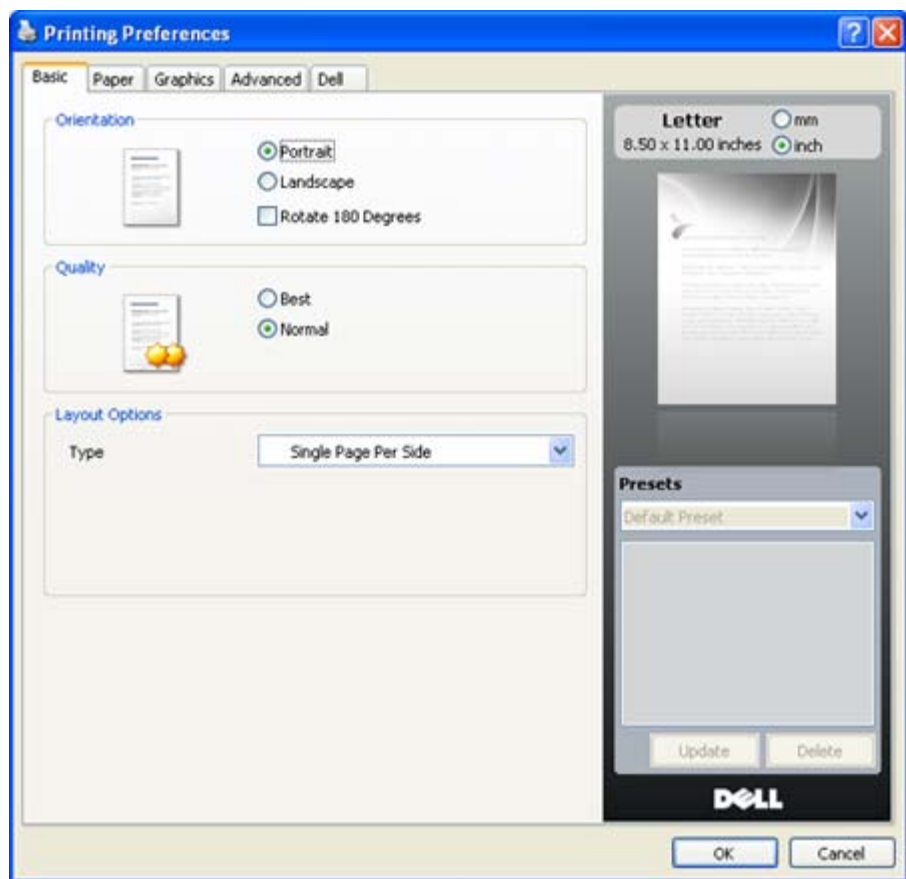 Printing Preferences
Basic Paper Graphics Advanced Dell
Orientation
Portrait
Landscape
Rotate 180 Degrees
Quality
Best
Normal
Layout Options
Type Single Page Per Side
Letter mm
8.50 x 11.00 inches inch
Presets
Default Preset
Update Delete
DELL
OK Cancel